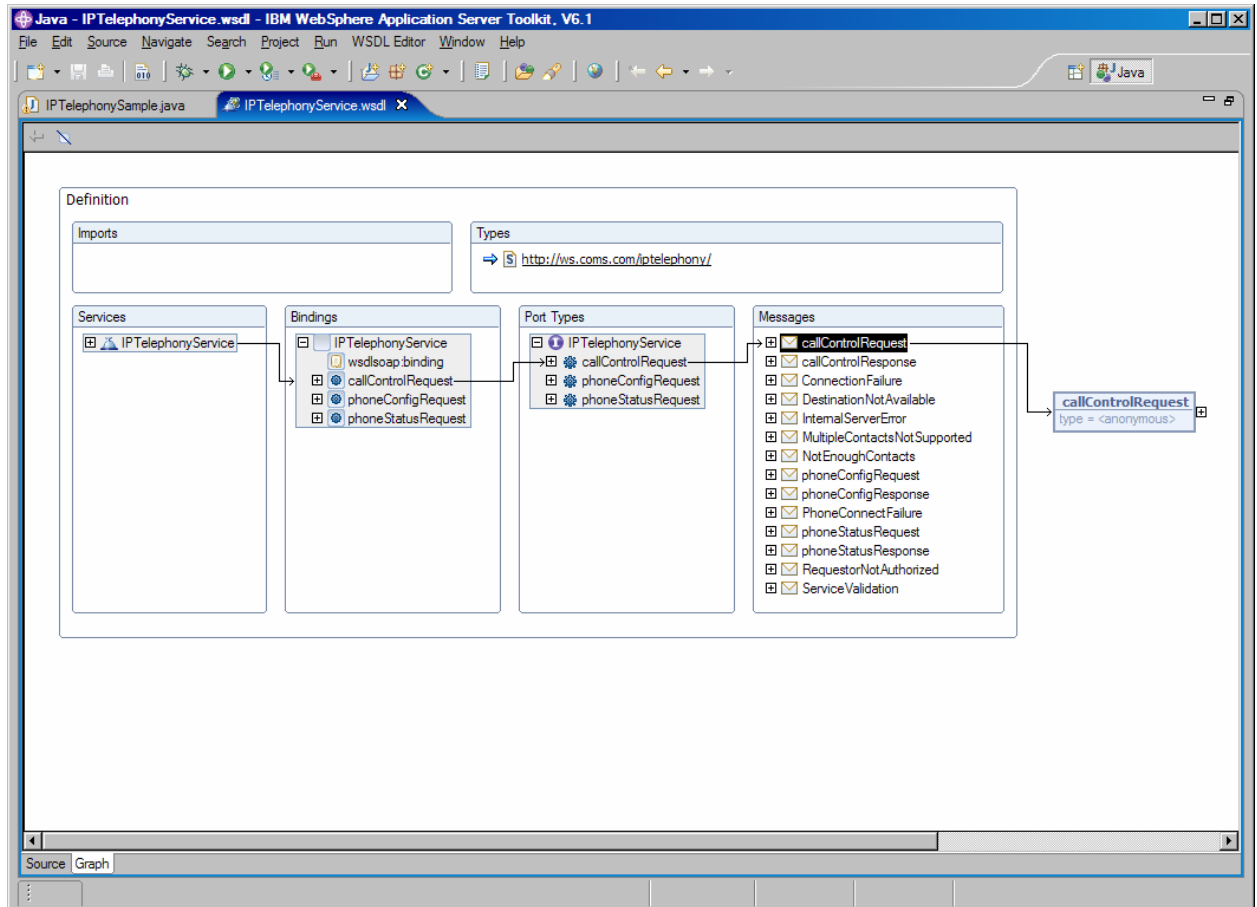 Java - IPTelephonyService.wsdl - IBM WebSphere Application Server Toolkit, V6.1
File Edit Source Navigate Search Project Run WSDL Editor Window Help
Java
IPTelephonySample.java IPTelephonyService.wsdl
Definition
Imports
Types
http://ws.coms.com/iptelephony/
Services
IPTelephonyService
Bindings
IPTelephonyService
wsdlsoap:binding
callControlRequest
phoneConfigRequest
phoneStatusRequest
Port Types
IPTelephonyService
callControlRequest
phoneConfigRequest
phoneStatusRequest
Messages
callControlRequest
callControlResponse
ConnectionFailure
DestinationNotAvailable
InternalServerError
MultipleContactsNotSupported
NotEnoughContacts
phoneConfigRequest
phoneConfigResponse
PhoneConnectFailure
phoneStatusRequest
phoneStatusResponse
RequestorNotAuthorized
ServiceValidation
callControlRequest
type = <anonymous>
Source Graph